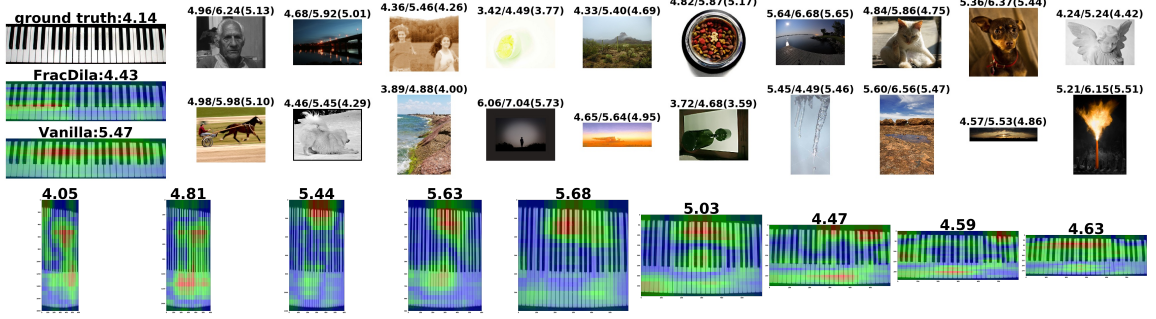 ground truth:4.14
FracDila:4.43
Vanilla:5.47
4.96/6.24(5.13) 4.68/5.92(5.01) 4.36/5.46(4.26) 3.42/4.49(3.77) 4.33/5.40(4.69) 4.82/5.87(5.17) 5.64/6.68(5.65) 4.84/5.86(4.75) 5.36/6.37(5.44) 4.24/5.24(4.42)
4.98/5.98(5.10) 4.46/5.45(4.29) 3.89/4.88(4.00) 6.06/7.04(5.73) 4.65/5.64(4.95) 3.72/4.68(3.59) 5.45/4.49(5.46) 5.60/6.56(5.47) 4.57/5.53(4.86) 5.21/6.15(5.51)
4.05 4.81 5.44 5.63 5.68 5.03 4.47 4.59 4.63